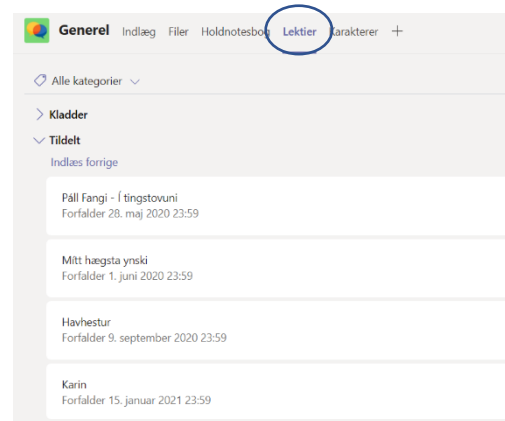 Generel Indlæg Filer Holdnotesbog Lektier Karakterer +
Alle kategorier
Kladder
Tildelt
Indlæs forrige
Páll Fangi - Í tingstovuni
Forfalder 28. maj 2020 23:59
Mítt hægsta ynski
Forfalder 1. juni 2020 23:59
Havhestur
Forfalder 9. september 2020 23:59
Karin
Forfalder 15. januar 2021 23:59